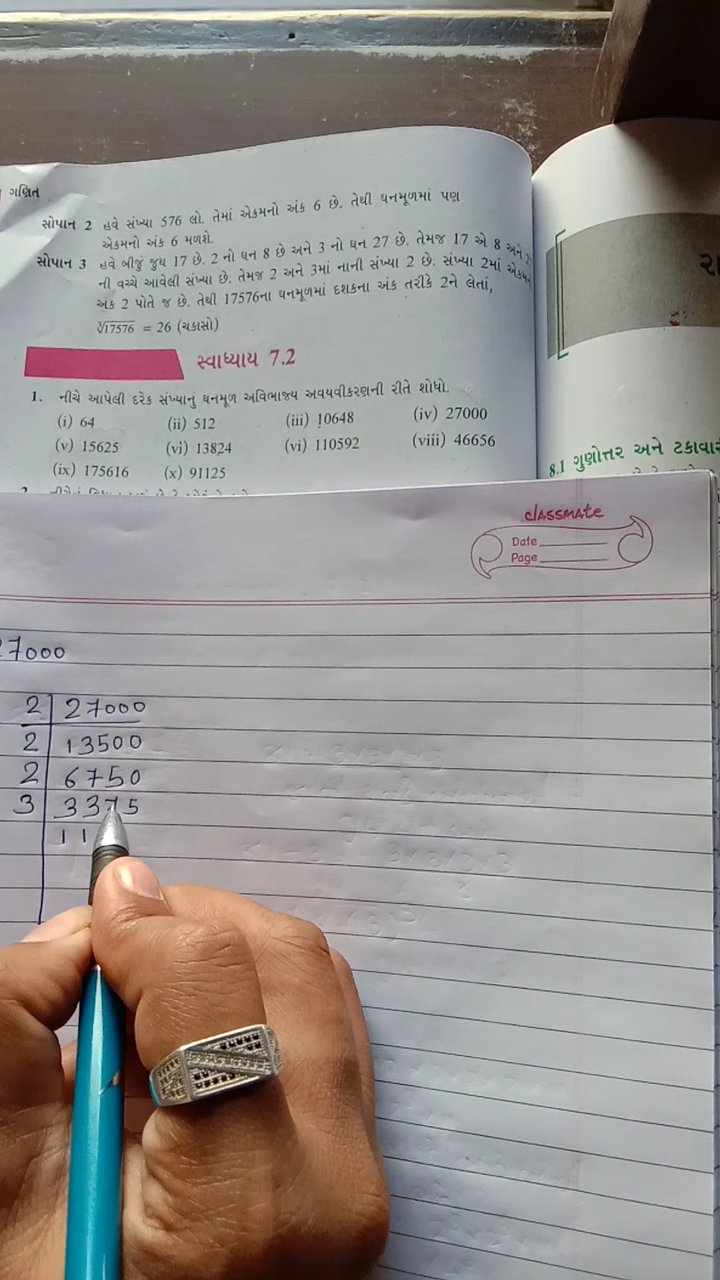 ગણિત
સોપાન 2 હવે સંખ્યા 576 લો. તેમાં એકમનો અંક 6 છે. તેથી ઘનમૂળમાં પણ
એકમનો અંક 6 મળશે.
સોપાન 3 હવે બીજું જુથ 17 છે. 2 નો ઘન 8 છે અને 3 નો ઘન 27 છે. તેમજ 17 એ 8 અને
ની વચ્ચે આવેલી સંખ્યા છે. તેમજ 2 અને 3માં નાની સંખ્યા 2 છે; સંખ્યા 2માં
અંક 2 પોતે જ છે. તેથી 17576ના ઘનમૂળમાં દશકના અંક તરીકે 2ને લેતાં,
∛17576 = 26 (ચકાસો)
સ્વાધ્યાય 7.2
1. નીચે આપેલી દરેક સંખ્યાનું ઘનમૂળ અવિભાજ્ય અવયવીકરણની રીતે શોધો.
(i) 64 (ii) 512 (iii) 10648 (iv) 27000
(v) 15625 (vi) 13824 (vi) 110592 (viii) 46656
(ix) 175616 (x) 91125
8.1 ગુણોત્તર અને ટકાવાર
classmate
Date
Page
7000
2 27000
2 13500
2 6750
3 3375
11